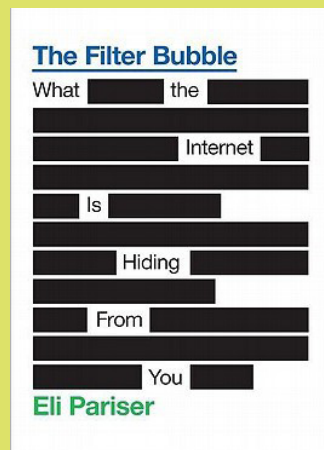 The Filter Bubble
What the
Internet
Is
Hiding
From
You
Eli Pariser